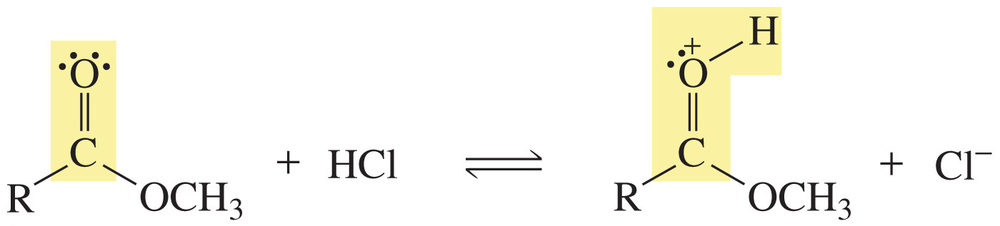 O O + H
C + HCl ⇌ C + Cl⁻
R OCH₃ R OCH₃